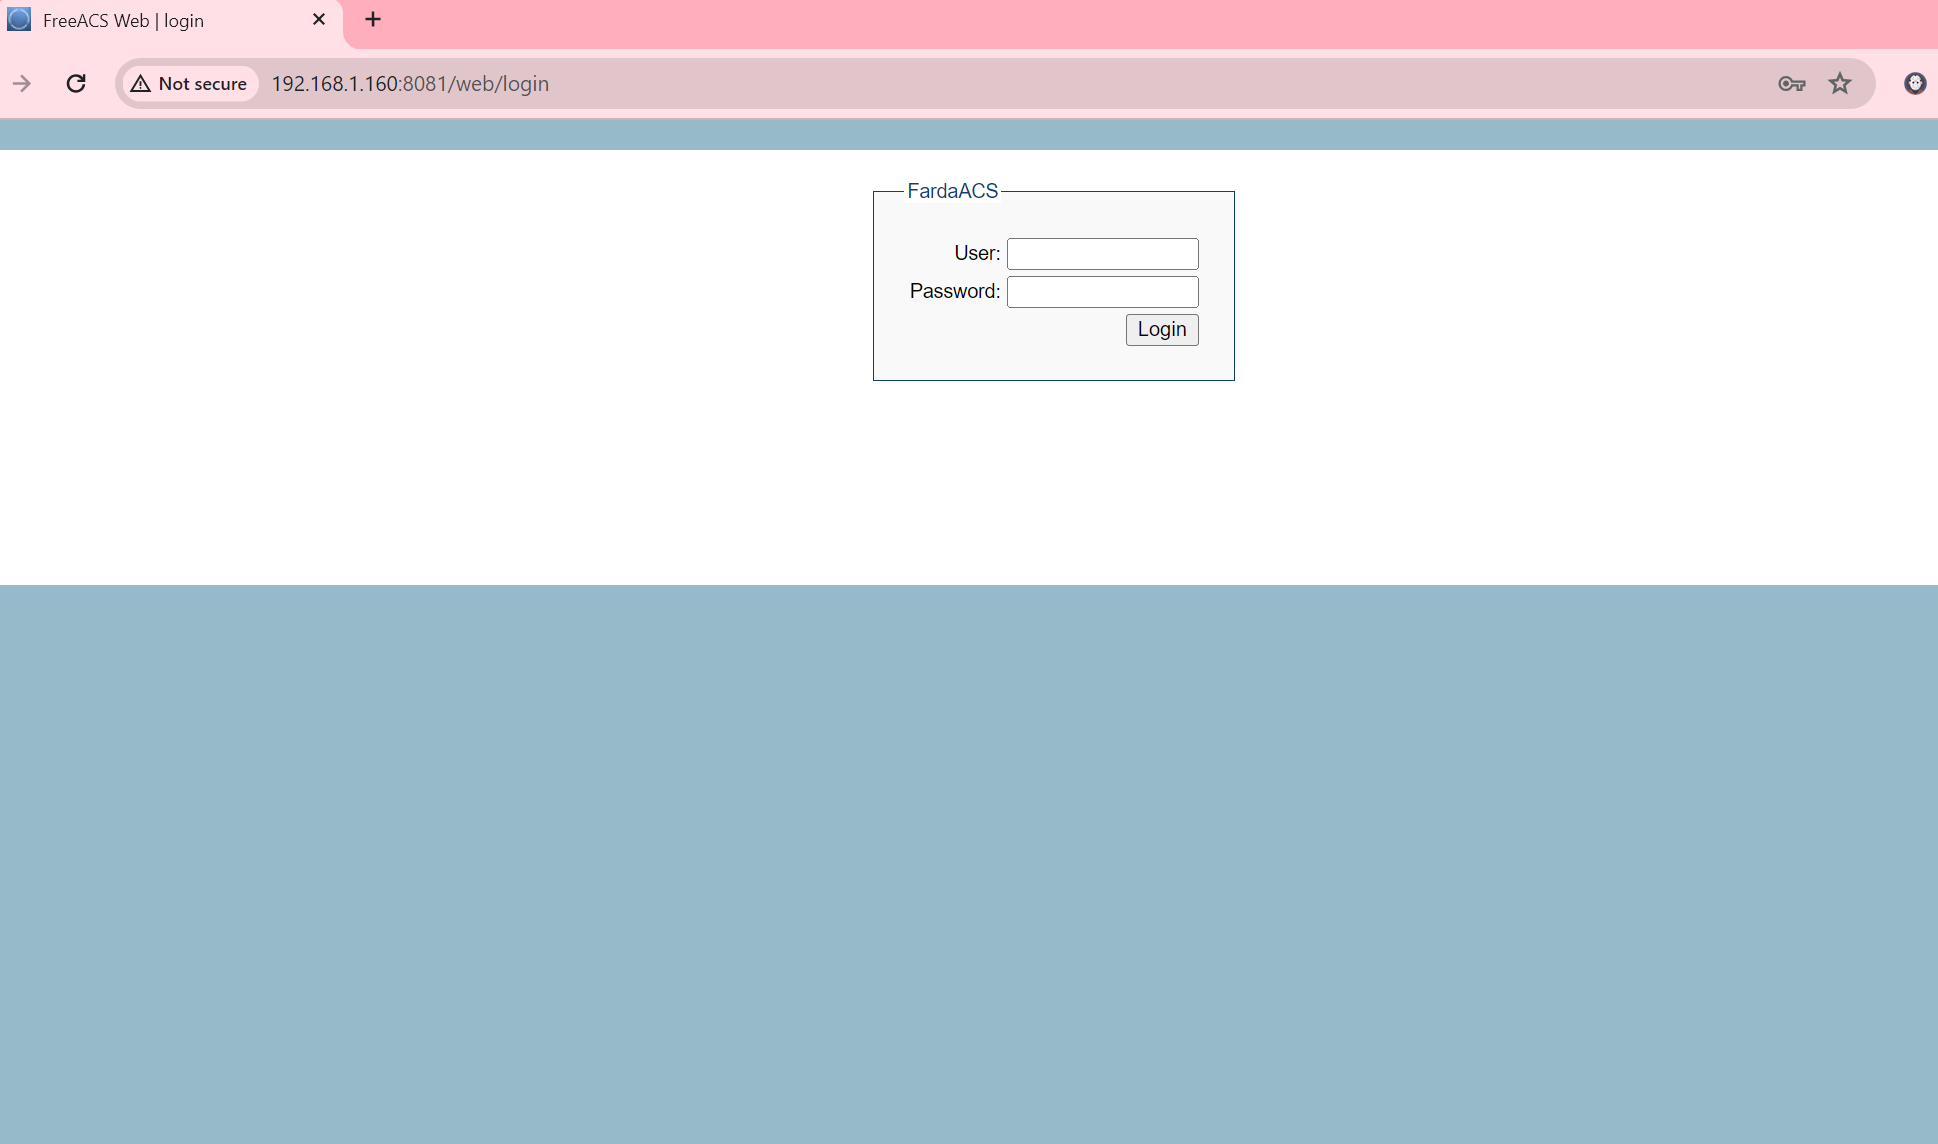 FreeACS Web | login
Not secure
192.168.1.160:8081/web/login
FardaACS
User:
Password:
Login